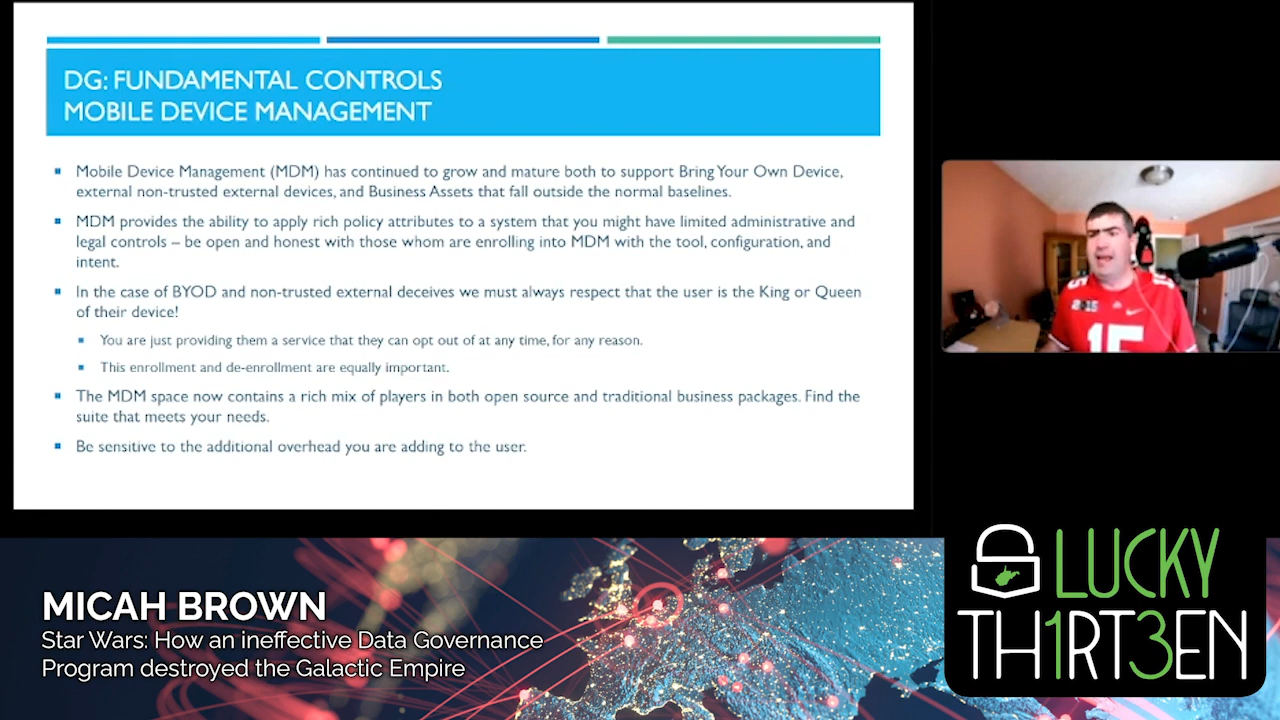 DG: FUNDAMENTAL CONTROLS
MOBILE DEVICE MANAGEMENT
Mobile Device Management (MDM) has continued to grow and mature both to support Bring Your Own Device,
external non-trusted external devices, and Business Assets that fall outside the normal baselines.
MDM provides the ability to apply rich policy attributes to a system that you might have limited administrative and
legal controls – be open and honest with those whom are enrolling into MDM with the tool, configuration, and
intent.
In the case of BYOD and non-trusted external deceives we must always respect that the user is the King or Queen
of their device!
You are just providing them a service that they can opt out of at any time, for any reason.
This enrollment and de-enrollment are equally important.
The MDM space now contains a rich mix of players in both open source and traditional business packages. Find the
suite that meets your needs.
Be sensitive to the additional overhead you are adding to the user.
15
MICAH BROWN
Star Wars: How an ineffective Data Governance
Program destroyed the Galactic Empire
LUCKY
TH1RT3EN